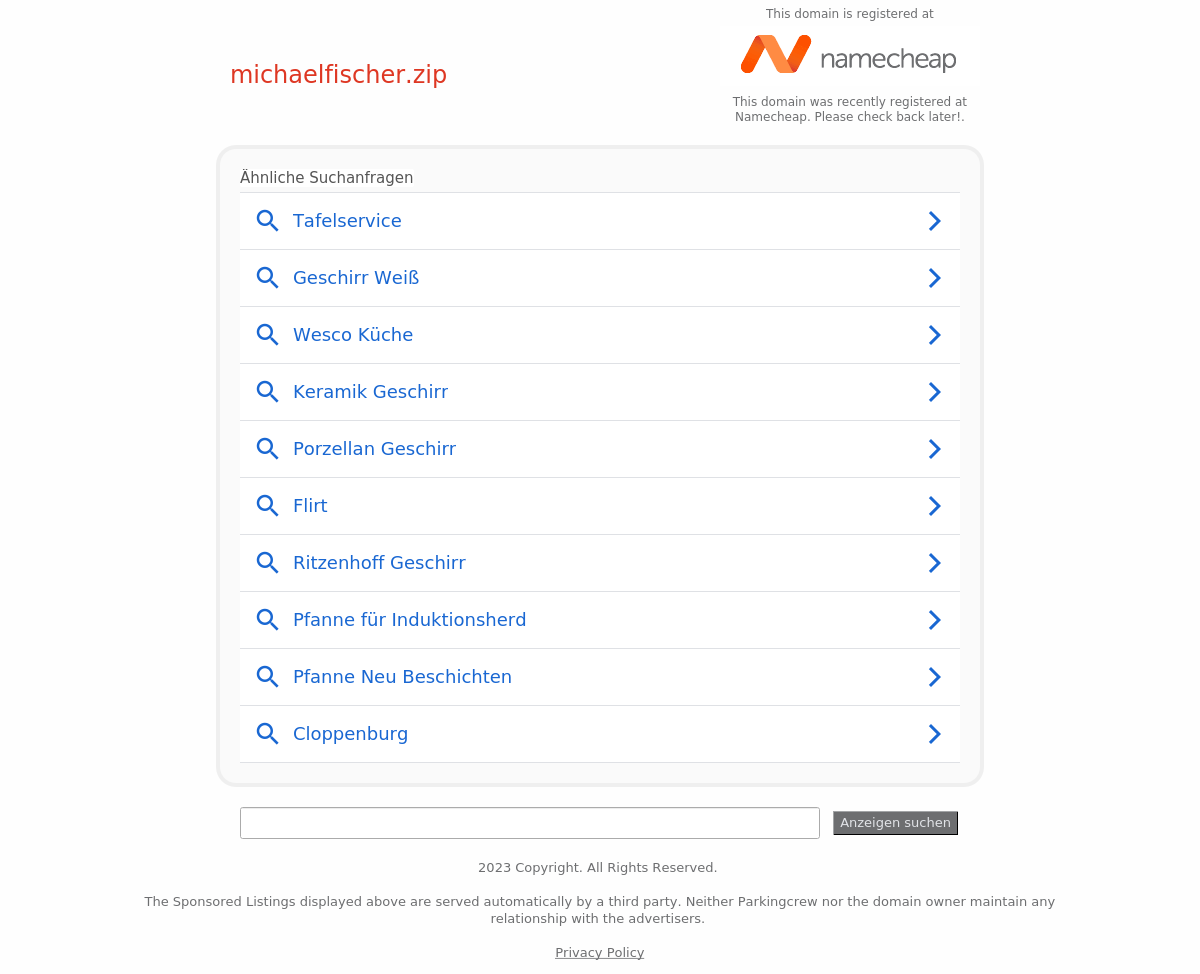 This domain is registered at
namecheap
michaelfischer.zip
This domain was recently registered at
Namecheap. Please check back later!.
Ähnliche Suchanfragen
Tafelservice
Geschirr Weiß
Wesco Küche
Keramik Geschirr
Porzellan Geschirr
Flirt
Ritzenhoff Geschirr
Pfanne für Induktionsherd
Pfanne Neu Beschichten
Cloppenburg
Anzeigen suchen
2023 Copyright. All Rights Reserved.
The Sponsored Listings displayed above are served automatically by a third party. Neither Parkingcrew nor the domain owner maintain any
relationship with the advertisers.
Privacy Policy